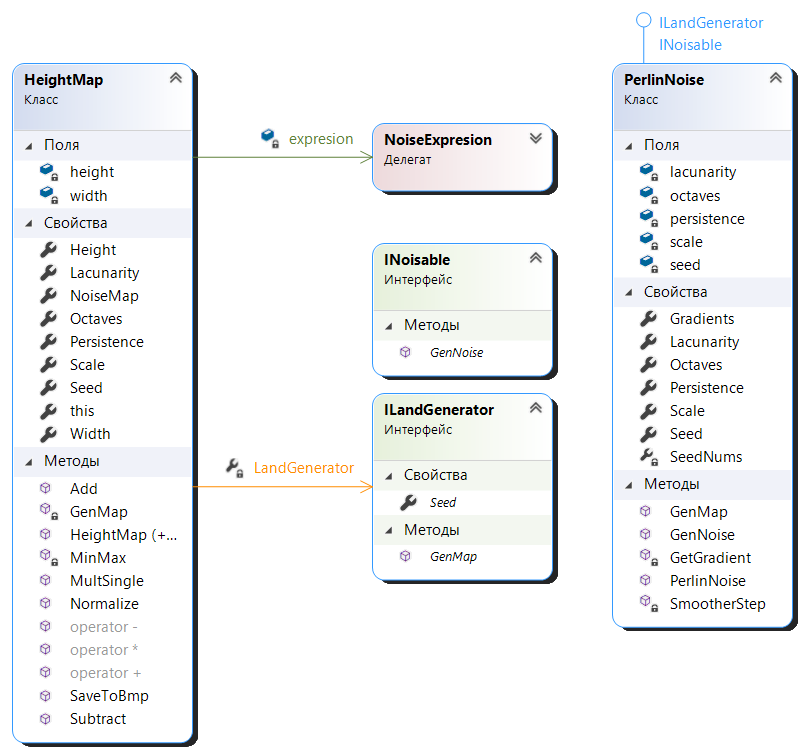 HeightMap
Класс
Поля
height
width
Свойства
Height
Lacunarity
NoiseMap
Octaves
Persistence
Scale
Seed
this
Width
Методы
Add
GenMap
HeightMap (+...
MinMax
MultSingle
Normalize
operator -
operator *
operator +
SaveToBmp
Subtract
expresion
NoiseExpresion
Делегат
INoisable
Интерфейс
Методы
GenNoise
LandGenerator
ILandGenerator
Интерфейс
Свойства
Seed
Методы
GenMap
ILandGenerator
INoisable
PerlinNoise
Класс
Поля
lacunarity
octaves
persistence
scale
seed
Свойства
Gradients
Lacunarity
Octaves
Persistence
Scale
Seed
SeedNums
Методы
GenMap
GenNoise
GetGradient
PerlinNoise
SmootherStep